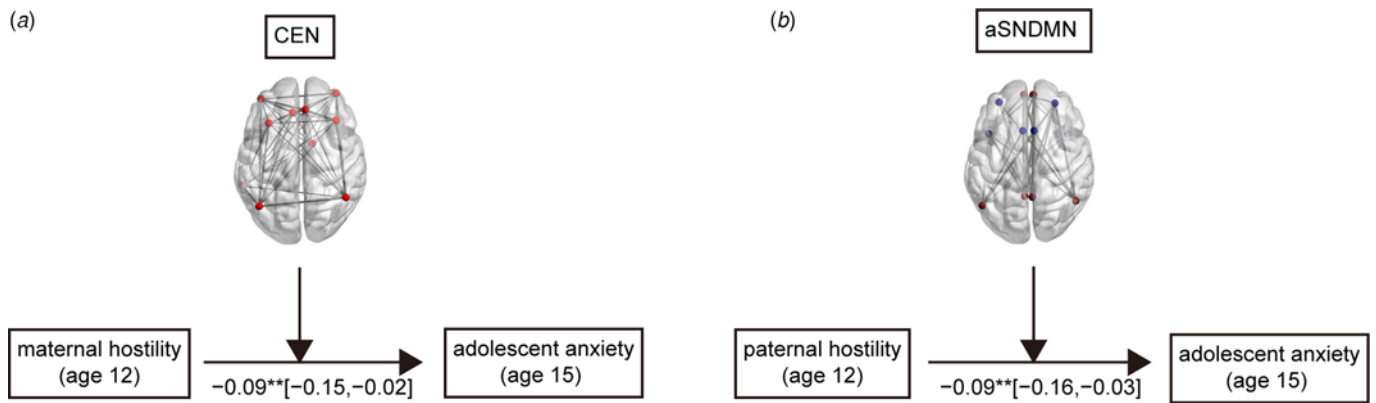 (a)
CEN
maternal hostility
(age 12)
−0.09**[−0.15,−0.02]
adolescent anxiety
(age 15)
(b)
aSNDMN
paternal hostility
(age 12)
−0.09**[−0.16,−0.03]
adolescent anxiety
(age 15)